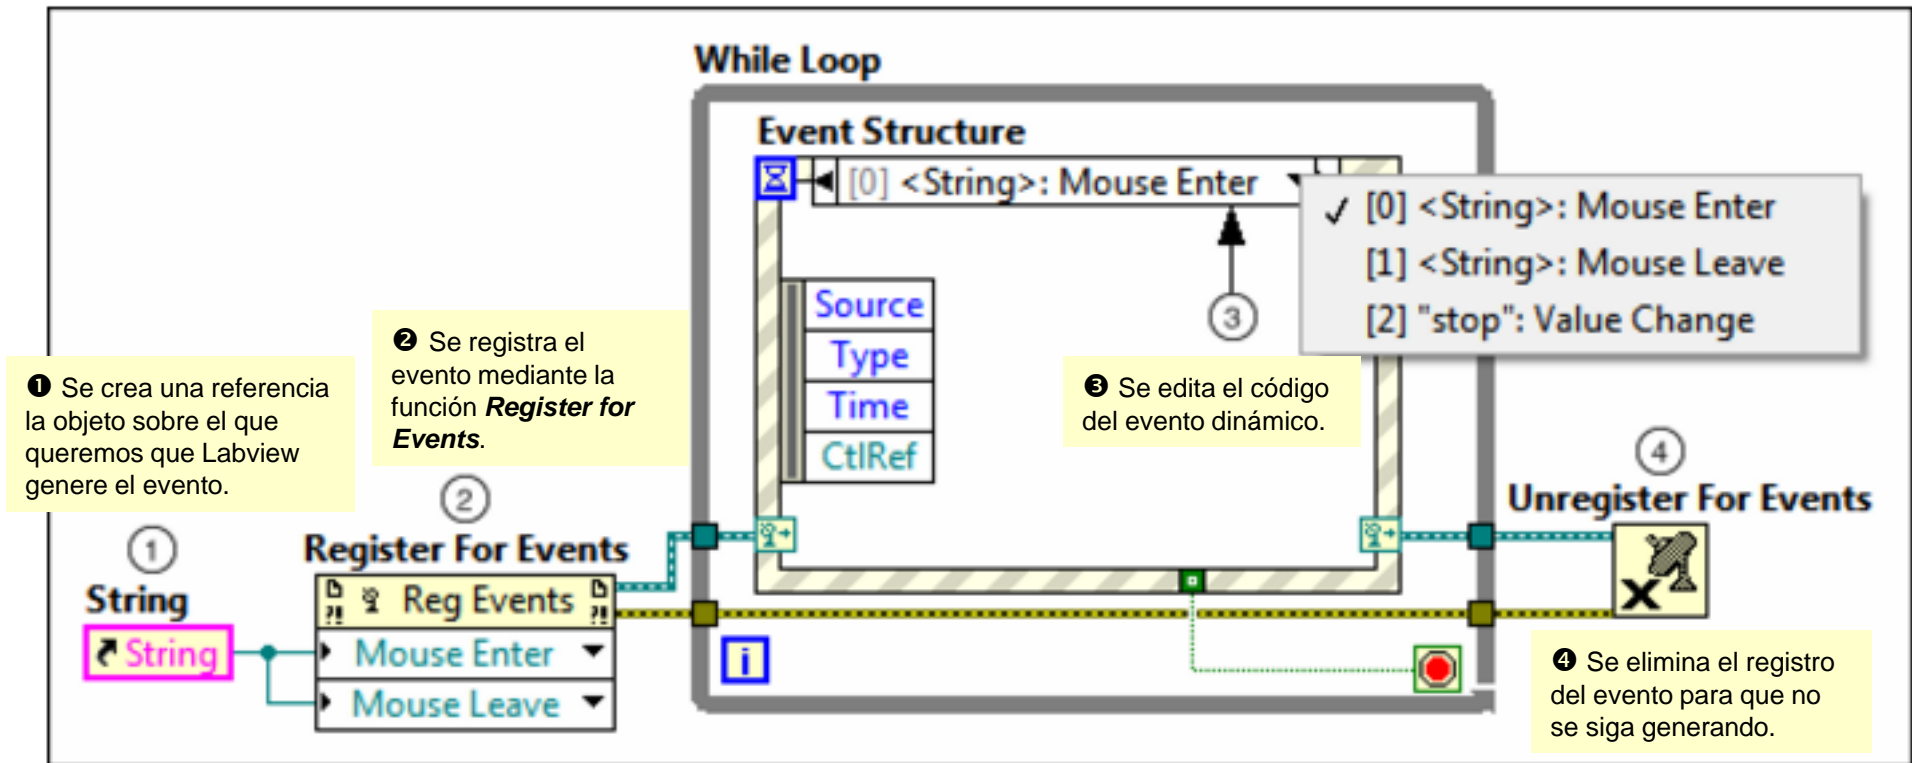 While Loop
Event Structure
[0] <String>: Mouse Enter
✓ [0] <String>: Mouse Enter
[1] <String>: Mouse Leave
[2] "stop": Value Change
Source
Type
Time
CtlRef
3
❸ Se edita el código
del evento dinámico.
❷ Se registra el
evento mediante la
función Register for
Events.
❶ Se crea una referencia
la objeto sobre el que
queremos que Labview
genere el evento.
1
String
String
2
Register For Events
?! Reg Events ?!
Mouse Enter
Mouse Leave
i
4
Unregister For Events
X
❹ Se elimina el registro
del evento para que no
se siga generando.